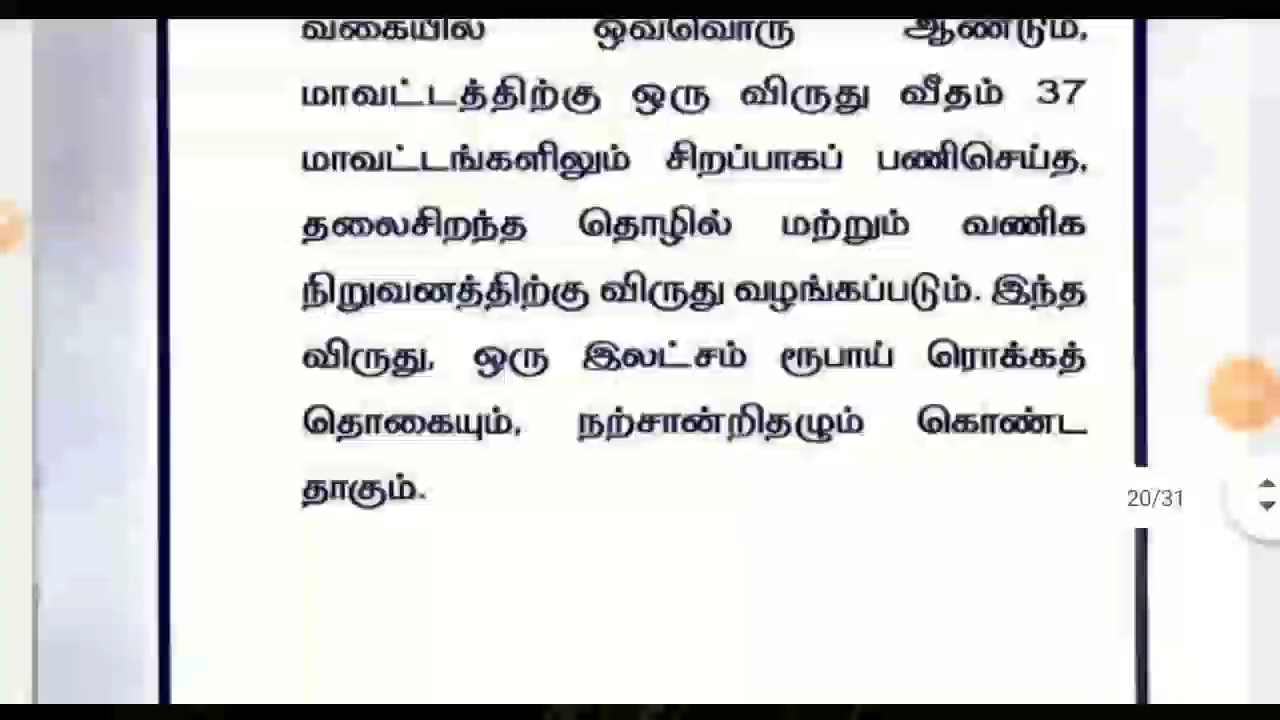 வகையில் ஒவ்வொரு ஆண்டும்,
மாவட்டத்திற்கு ஒரு விருது வீதம் 37
மாவட்டங்களிலும் சிறப்பாகப் பணிசெய்த,
தலைசிறந்த தொழில் மற்றும் வணிக
நிறுவனத்திற்கு விருது வழங்கப்படும். இந்த
விருது, ஒரு இலட்சம் ரூபாய் ரொக்கத்
தொகையும், நற்சான்றிதழும் கொண்ட
தாகும்.
20/31